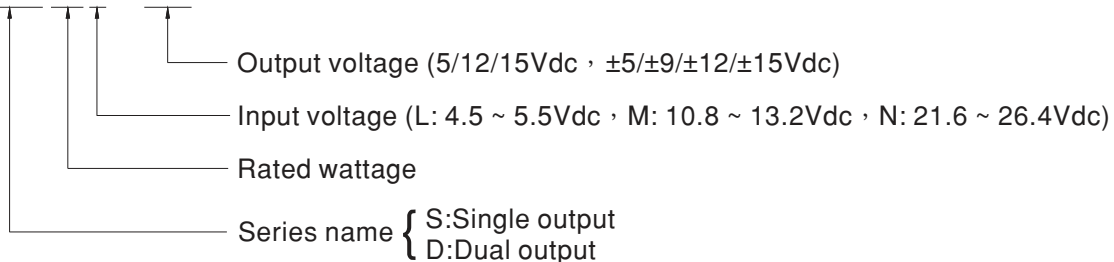 Output voltage (5/12/15Vdc，±5/±9/±12/±15Vdc)
Input voltage (L: 4.5 ~ 5.5Vdc，M: 10.8 ~ 13.2Vdc，N: 21.6 ~ 26.4Vdc)
Rated wattage
Series name { S:Single output
D:Dual output